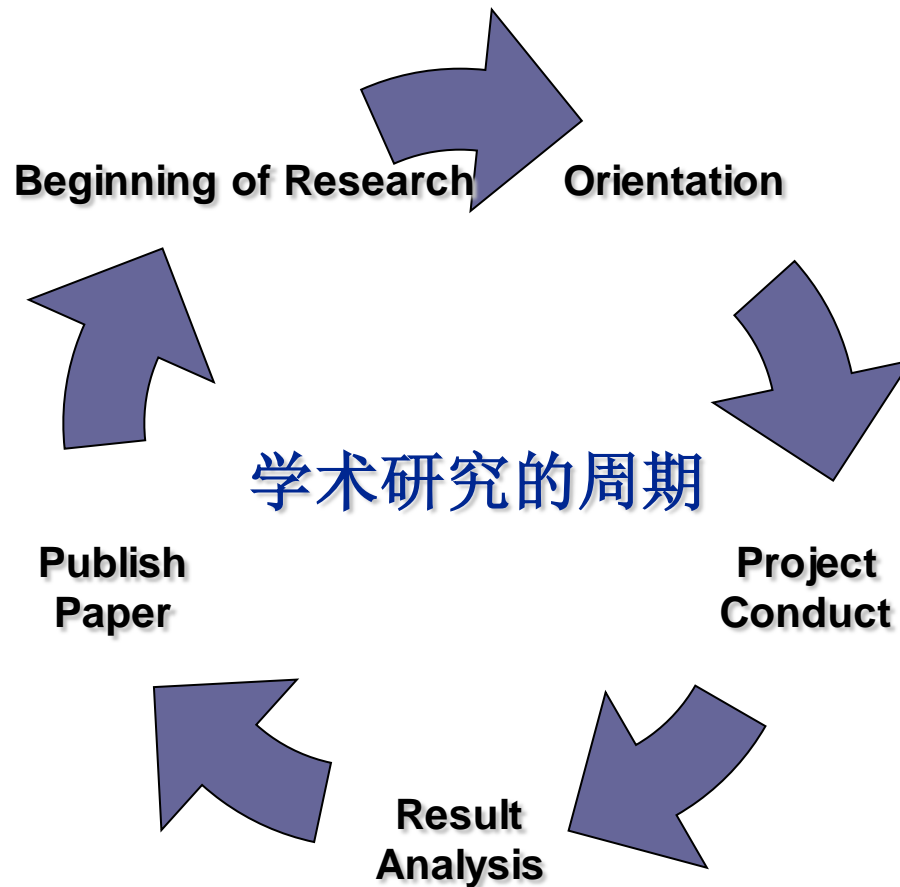 Beginning of Research
Orientation
学术研究的周期
Publish
Paper
Project
Conduct
Result
Analysis